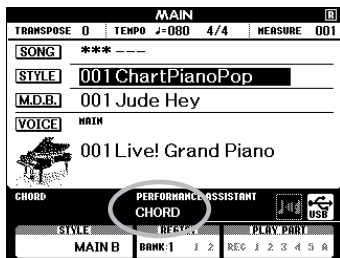 MAIN R
TRANSPOSE 0 TEMPO ♩=080 4/4 MEASURE 001
SONG *** ---
STYLE 001 ChartPianoPop
M.D.B. 001 Jude Hey
VOICE MAIN
001 Live! Grand Piano
CHORD PERFORMANCE ASSISTANT
CHORD
USB
STYLE REGIST PLAY PART
MAIN B BANK:1 1 2 REC 1 2 3 4 5 A